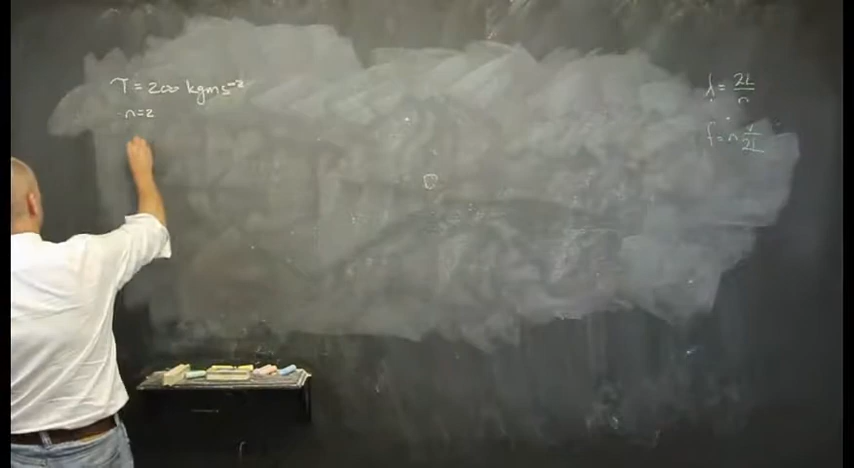 T = 200 kgms⁻²
n=2
λ = 2L/n
f = n v/2L